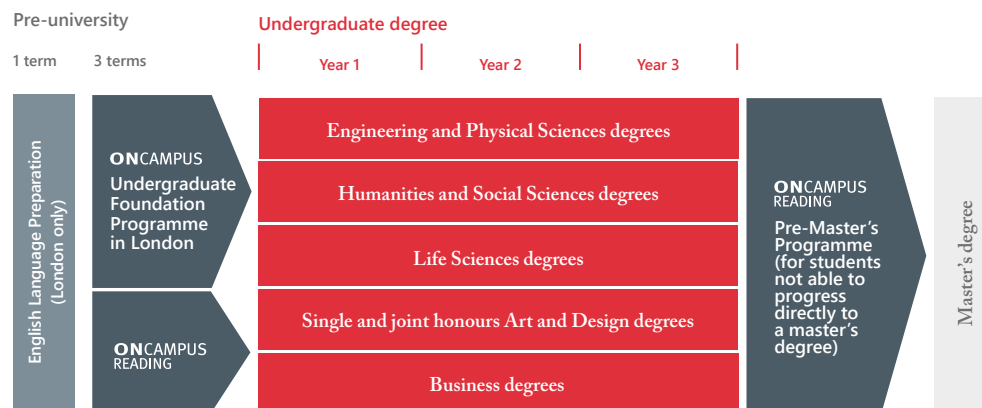 Pre-university
Undergraduate degree
1 term
3 terms
Year 1
Year 2
Year 3
English Language Preparation
(London only)
ONCAMPUS
Undergraduate
Foundation
Programme
in London
ONCAMPUS
READING
Engineering and Physical Sciences degrees
Humanities and Social Sciences degrees
Life Sciences degrees
Single and joint honours Art and Design degrees
Business degrees
ONCAMPUS
READING
Pre-Master's
Programme
(for students
not able to
progress
directly to
a master's
degree)
Master's degree